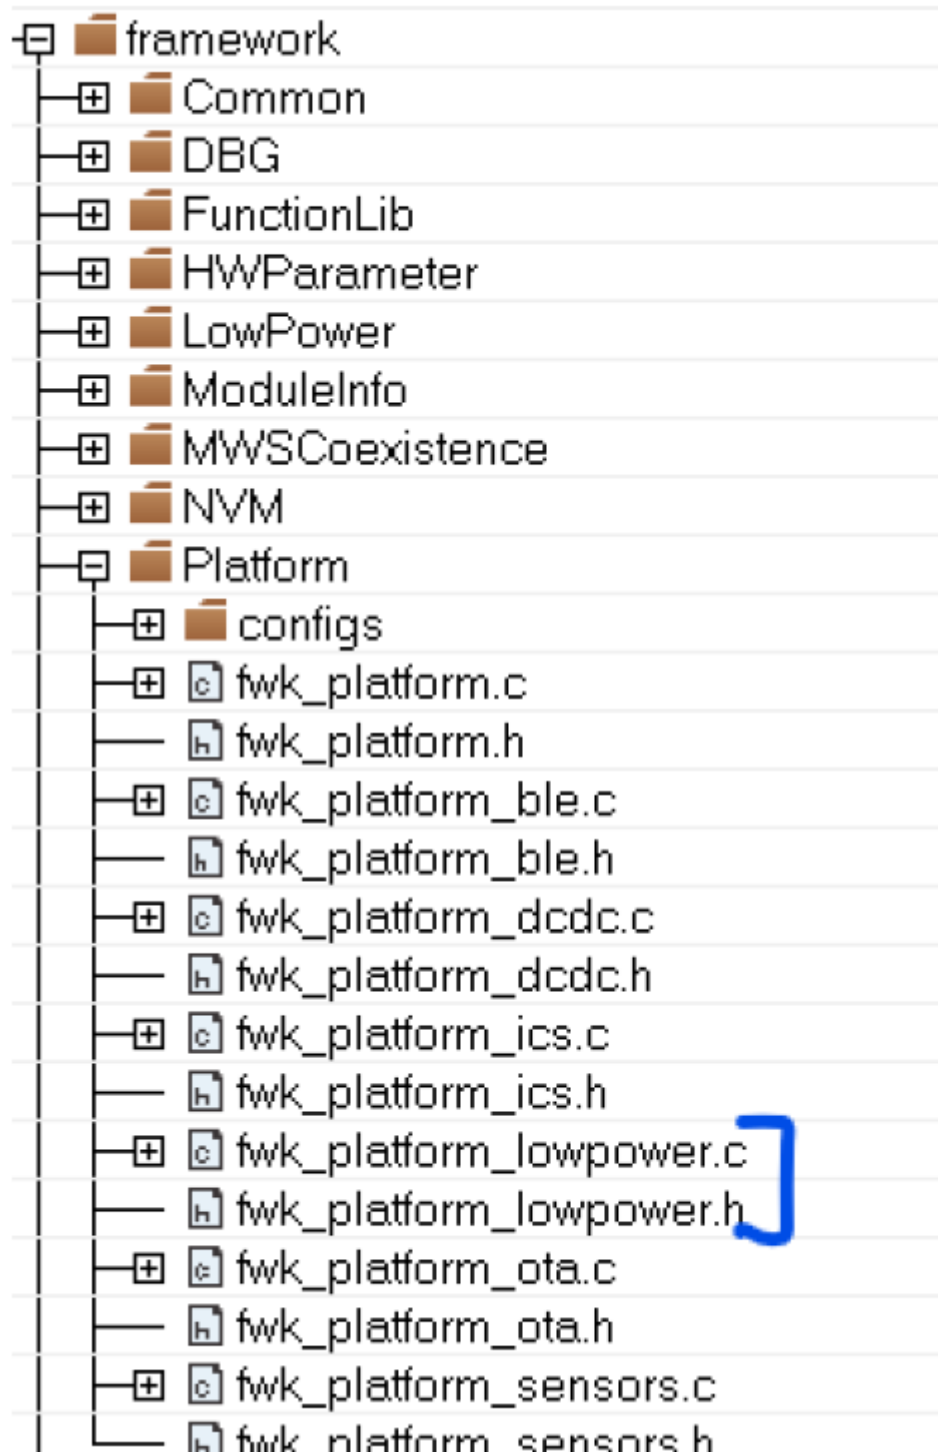 framework
Common
DBG
FunctionLib
HWParameter
LowPower
ModuleInfo
MWSCoexistence
NVM
Platform
configs
fwk_platform.c
fwk_platform.h
fwk_platform_ble.c
fwk_platform_ble.h
fwk_platform_dcdc.c
fwk_platform_dcdc.h
fwk_platform_ics.c
fwk_platform_ics.h
fwk_platform_lowpower.c
fwk_platform_lowpower.h
fwk_platform_ota.c
fwk_platform_ota.h
fwk_platform_sensors.c
fwk_platform_sensors.h